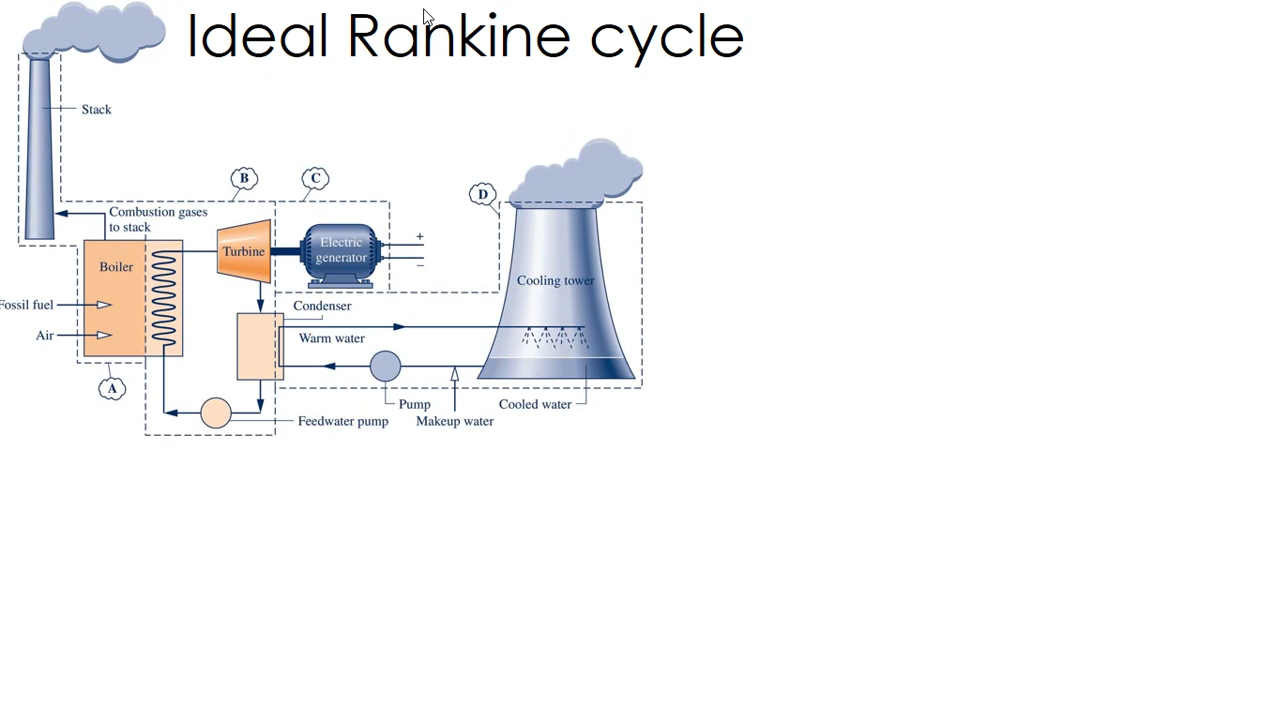 Ideal Rankine cycle
Stack
B
C
D
Combustion gases
to stack
Turbine
Electric
generator
+
–
Boiler
Cooling tower
Fossil fuel
Condenser
Air
Warm water
A
Pump
Cooled water
Feedwater pump
Makeup water